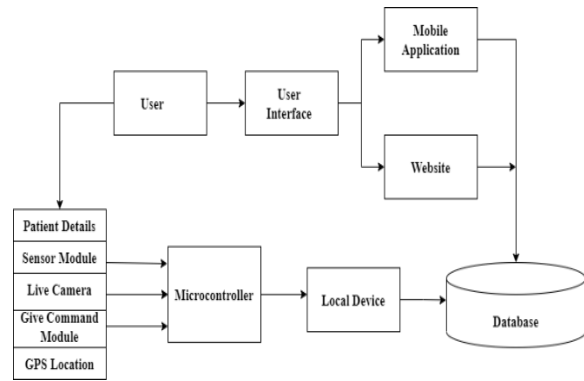 Mobile
Application
User
User
Interface
Website
Patient Details
Sensor Module
Live Camera
Give Command
Module
GPS Location
Microcontroller
Local Device
Database